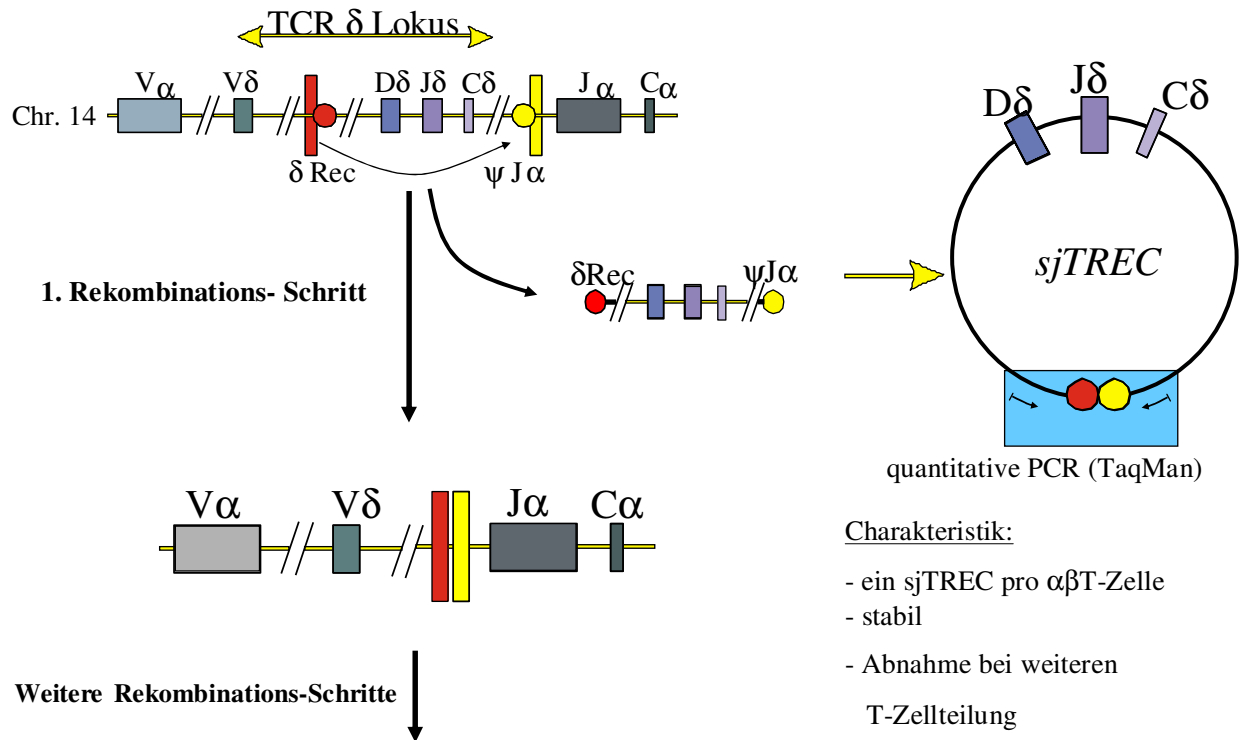 TCR δ Lokus
Vα Vδ Dδ Jδ Cδ Jα Cα
Chr. 14
δ Rec ψ Jα
1. Rekombinations- Schritt
δRec ψJα
Dδ Jδ Cδ
sjTREC
quantitative PCR (TaqMan)
Vα Vδ Jα Cα
Charakteristik:
- ein sjTREC pro αβT-Zelle
- stabil
- Abnahme bei weiteren
T-Zellteilung
Weitere Rekombinations-Schritte